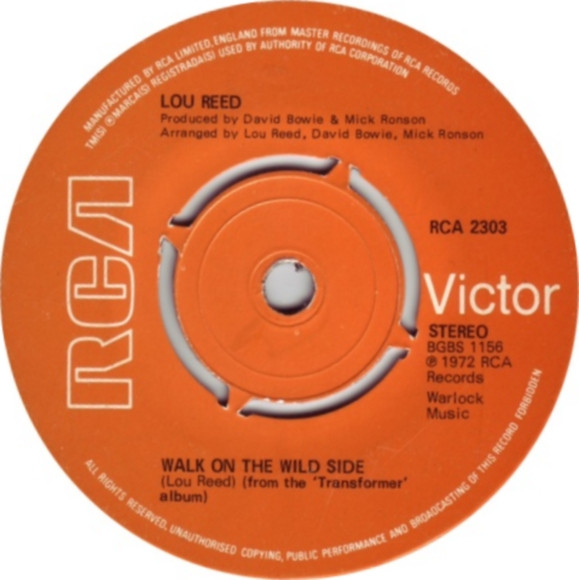 MANUFACTURED BY RCA LIMITED, ENGLAND FROM MASTER RECORDINGS OF RCA RECORDS
TM(S) ® MARCA(S) REGISTRADA(S) USED BY AUTHORITY OF RCA CORPORATION
LOU REED
Produced by David Bowie & Mick Ronson
Arranged by Lou Reed, David Bowie, Mick Ronson
RCA
RCA 2303
Victor
STEREO
BGBS 1156
℗ 1972 RCA
Records
Warlock
Music
WALK ON THE WILD SIDE
(Lou Reed) (from the 'Transformer'
album)
ALL RIGHTS RESERVED. UNAUTHORISED COPYING, PUBLIC PERFORMANCE AND BROADCASTING OF THIS RECORD FORBIDDEN